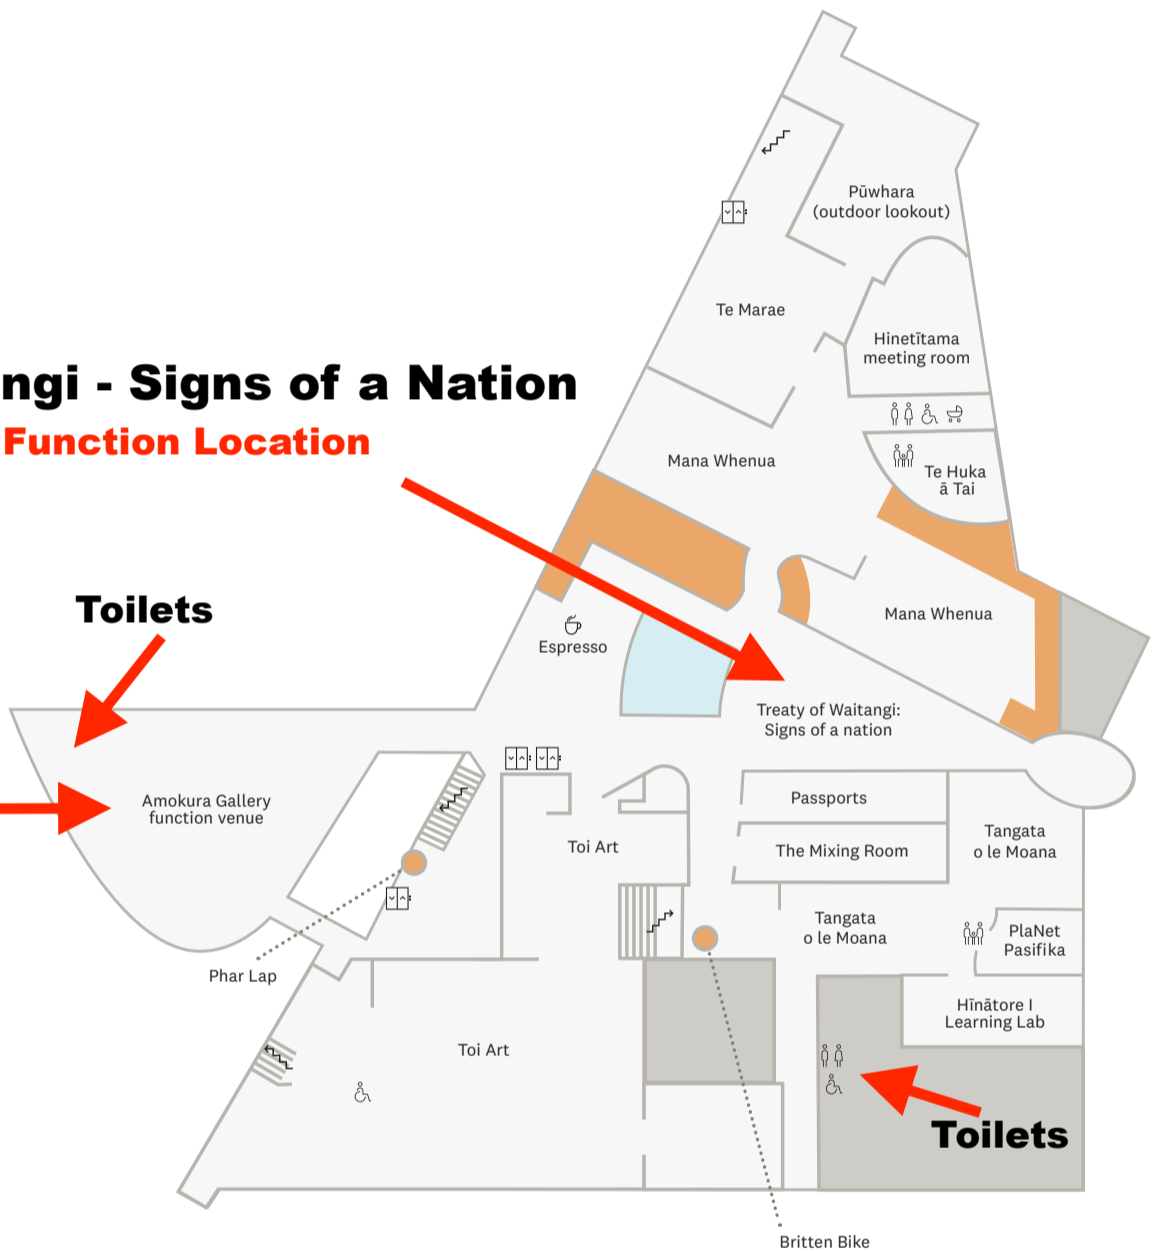 Pūwhara
(outdoor lookout)
Te Marae
Hinetītama
meeting room
ngi - Signs of a Nation
Function Location
Mana Whenua
Te Huka
ā Tai
Toilets
Espresso
Mana Whenua
Treaty of Waitangi:
Signs of a nation
Amokura Gallery
function venue
Passports
Toi Art
The Mixing Room
Tangata
o le Moana
Tangata
o le Moana
PlaNet
Pasifika
Phar Lap
Hīnātore I
Learning Lab
Toi Art
Toilets
Britten Bike